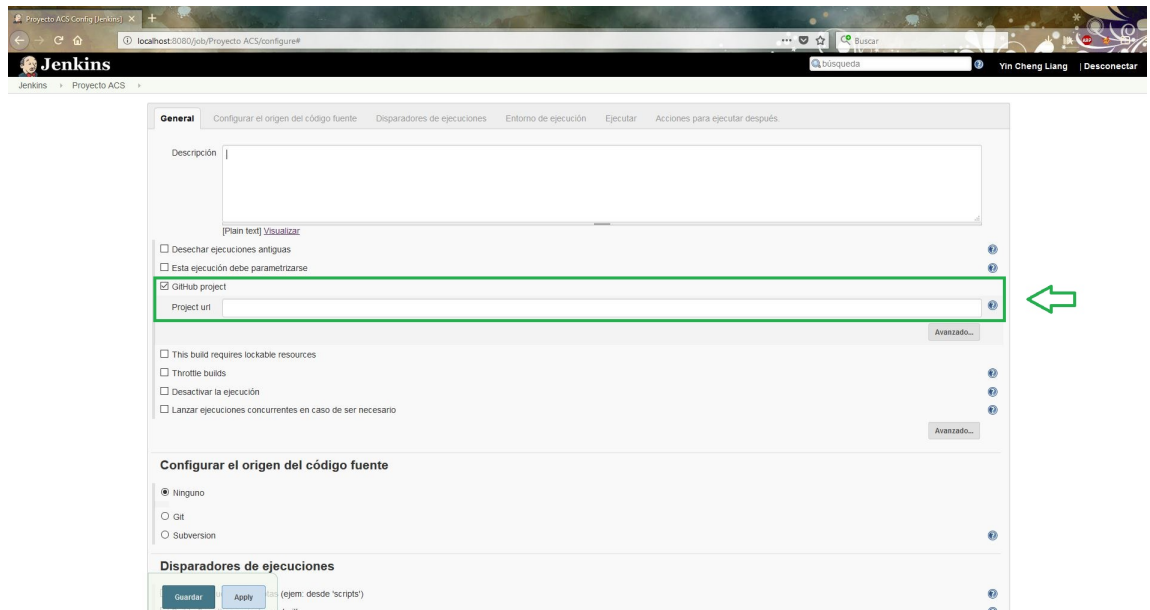 Proyecto ACS Config [Jenkins]
localhost:8080/job/Proyecto ACS/configure#
Buscar
Jenkins
búsqueda
Yin Cheng Liang | Desconectar
Jenkins Proyecto ACS
General Configurar el origen del código fuente Disparadores de ejecuciones Entorno de ejecución Ejecutar Acciones para ejecutar después.
Descripción
[Plain text] Visualizar
Desechar ejecuciones antiguas
Esta ejecución debe parametrizarse
GitHub project
Project url
Avanzado...
This build requires lockable resources
Throttle builds
Desactivar la ejecución
Lanzar ejecuciones concurrentes en caso de ser necesario
Avanzado...
Configurar el origen del código fuente
Ninguno
Git
Subversion
Disparadores de ejecuciones
(ejem: desde 'scripts')
Guardar Apply